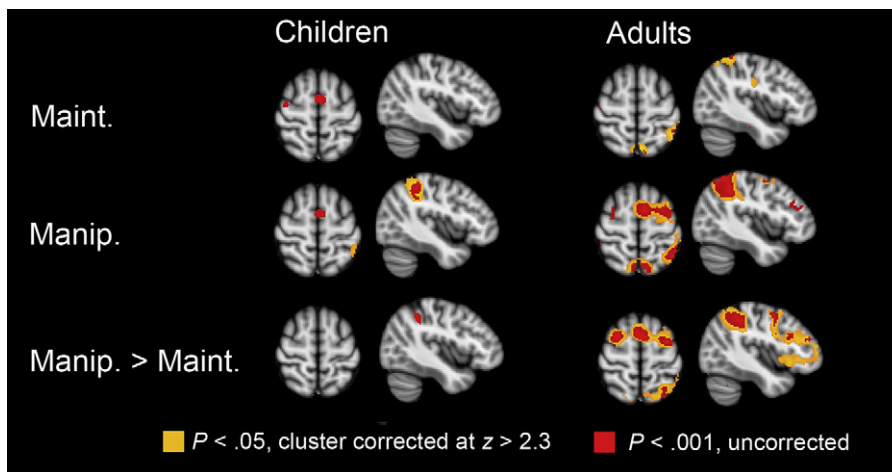 Children Adults
Maint.
Manip.
Manip. > Maint.
P < .05, cluster corrected at z > 2.3 P < .001, uncorrected